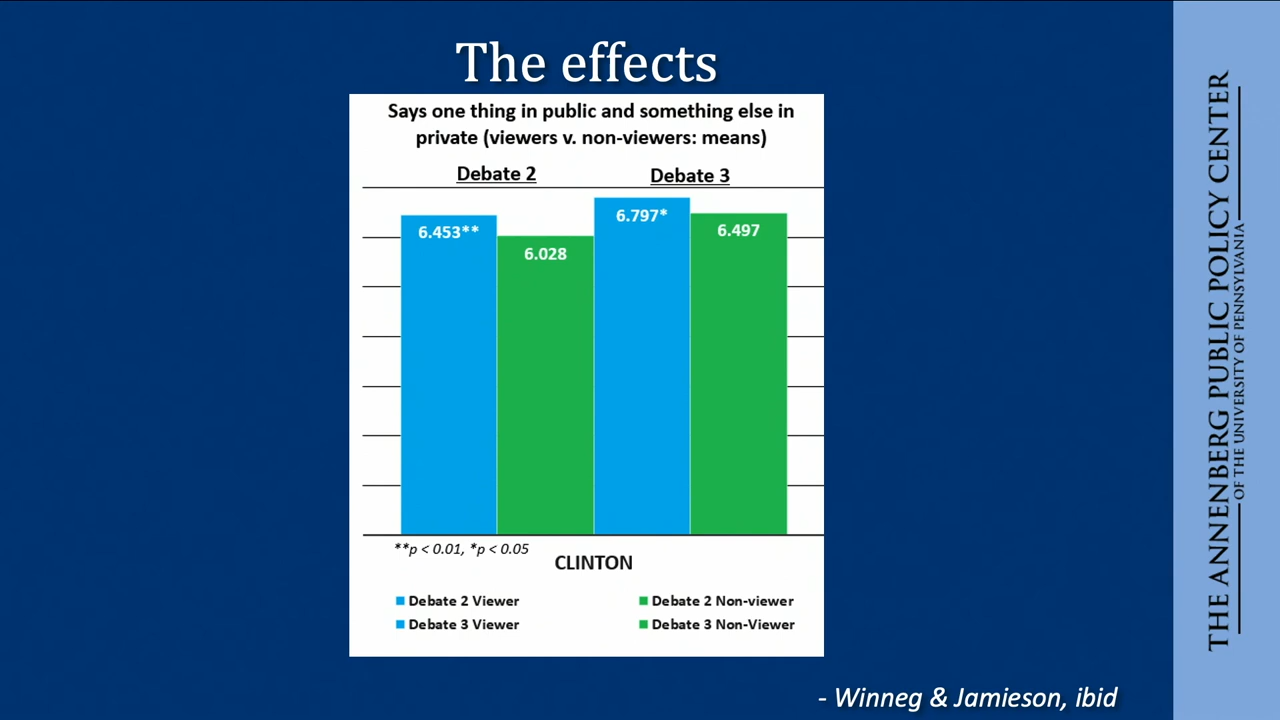 The effects
Says one thing in public and something else in
private (viewers v. non-viewers: means)
Debate 2
Debate 3
6.453**
6.028
6.797*
6.497
**p < 0.01, *p < 0.05
CLINTON
Debate 2 Viewer
Debate 2 Non-viewer
Debate 3 Viewer
Debate 3 Non-Viewer
- Winneg & Jamieson, ibid
THE ANNENBERG PUBLIC POLICY CENTER
OF THE UNIVERSITY OF PENNSYLVANIA